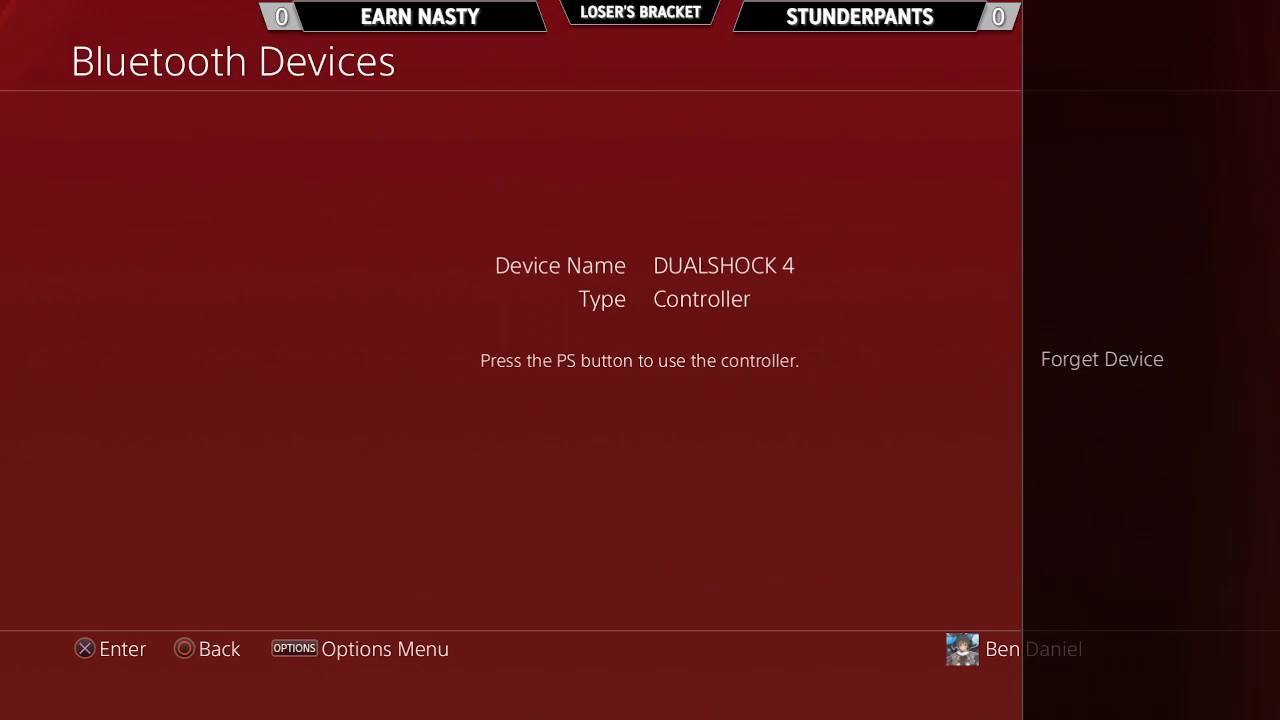 0 EARN NASTY LOSER'S BRACKET STUNDERPANTS 0
Bluetooth Devices
Device Name DUALSHOCK 4
Type Controller
Press the PS button to use the controller.
Forget Device
Enter Back OPTIONS Options Menu Ben Daniel